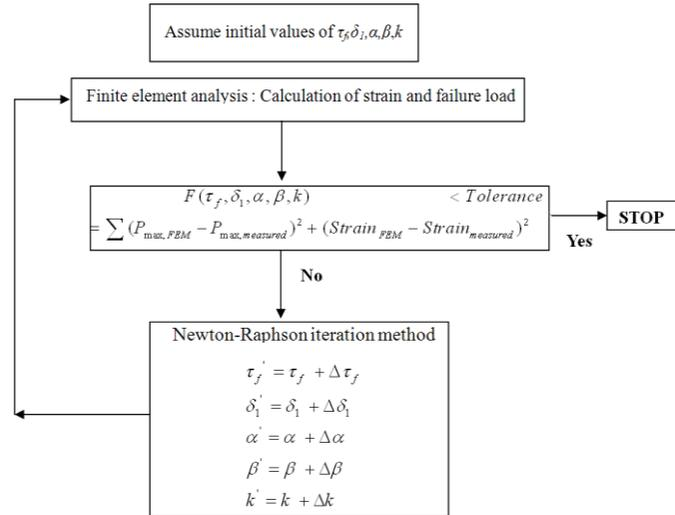 Assume initial values of τf,δ1,α,β,k
Finite element analysis : Calculation of strain and failure load
F(τf,δ1,α,β,k) < Tolerance
= ∑(Pmax,FEM − Pmax,measured)² + (StrainFEM − Strainmeasured)²
STOP
Yes
No
Newton-Raphson iteration method
τf' = τf + Δτf
δ1' = δ1 + Δδ1
α' = α + Δα
β' = β + Δβ
k' = k + Δk